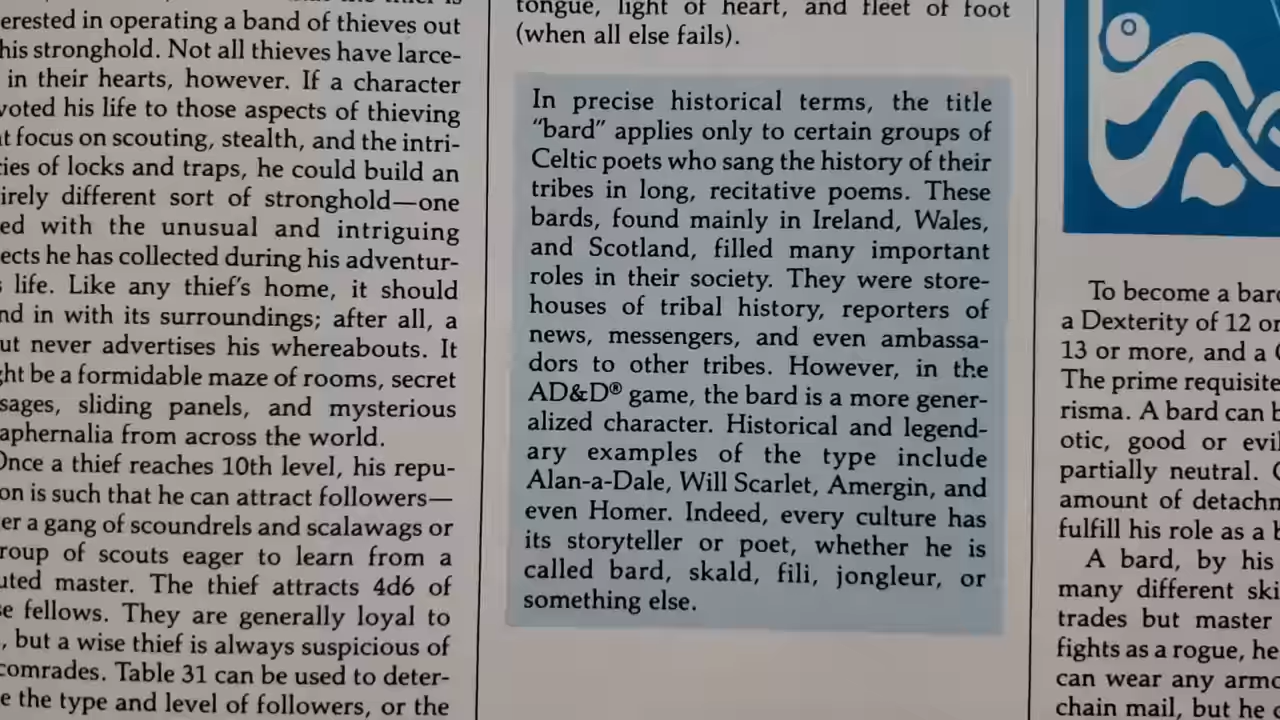 erested in operating a band of thieves out
his stronghold. Not all thieves have larce-
in their hearts, however. If a character
voted his life to those aspects of thieving
focus on scouting, stealth, and the intri-
cies of locks and traps, he could build an
irely different sort of stronghold—one
ed with the unusual and intriguing
ects he has collected during his adventur-
life. Like any thief's home, it should
nd in with its surroundings; after all, a
ut never advertises his whereabouts. It
ght be a formidable maze of rooms, secret
sages, sliding panels, and mysterious
aphernalia from across the world.
Once a thief reaches 10th level, his repu-
on is such that he can attract followers—
er a gang of scoundrels and scalawags or
roup of scouts eager to learn from a
uted master. The thief attracts 4d6 of
se fellows. They are generally loyal to
, but a wise thief is always suspicious of
comrades. Table 31 can be used to deter-
e the type and level of followers, or the
tongue, light of heart, and fleet of foot
(when all else fails).
In precise historical terms, the title
“bard” applies only to certain groups of
Celtic poets who sang the history of their
tribes in long, recitative poems. These
bards, found mainly in Ireland, Wales,
and Scotland, filled many important
roles in their society. They were store-
houses of tribal history, reporters of
news, messengers, and even ambassa-
dors to other tribes. However, in the
AD&D® game, the bard is a more gener-
alized character. Historical and legend-
ary examples of the type include
Alan-a-Dale, Will Scarlet, Amergin, and
even Homer. Indeed, every culture has
its storyteller or poet, whether he is
called bard, skald, fili, jongleur, or
something else.
To become a bard
a Dexterity of 12 or
13 or more, and a C
The prime requisite
risma. A bard can b
otic, good or evil
partially neutral. O
amount of detachm
fulfill his role as a b
A bard, by his
many different ski
trades but master
fights as a rogue, he
can wear any armo
chain mail, but he c